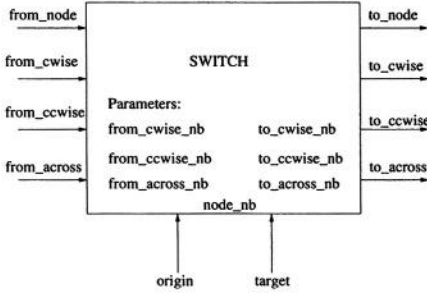 from_node to_node
from_cwise to_cwise
SWITCH
from_ccwise to_ccwise
Parameters:
from_cwise_nb to_cwise_nb
from_ccwise_nb to_ccwise_nb
from_across to_across
from_across_nb to_across_nb
node_nb
origin target